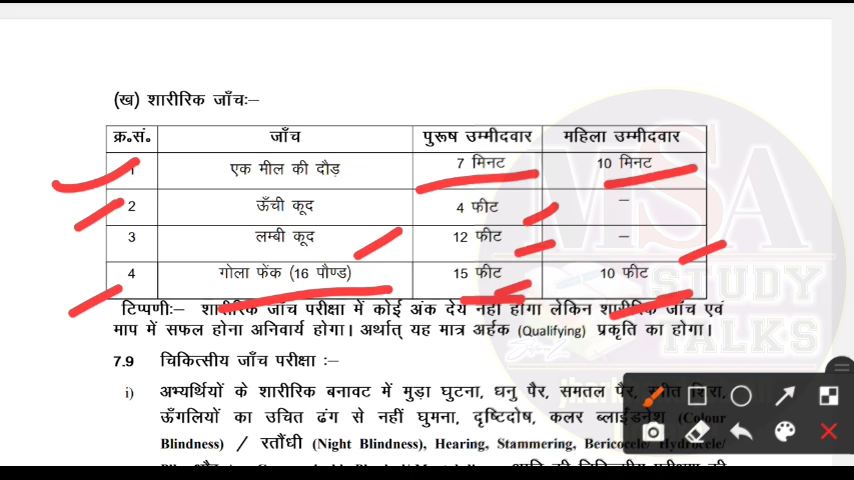 (ख) शारीरिक जाँचः–
क्र.सं. जाँच पुरूष उम्मीदवार महिला उम्मीदवार
1 एक मील की दौड़ 7 मिनट 10 मिनट
2 ऊँची कूद 4 फीट –
3 लम्बी कूद 12 फीट –
4 गोला फेंक (16 पौण्ड) 15 फीट 10 फीट
टिप्पणीः– शारीरिक जाँच परीक्षा में कोई अंक देय नहीं होगा लेकिन शारीरिक जाँच एवं
माप में सफल होना अनिवार्य होगा। अर्थात् यह मात्र अर्हक (Qualifying) प्रकृति का होगा।
7.9 चिकित्सीय जाँच परीक्षा :–
i) अभ्यर्थियों के शारीरिक बनावट में मुड़ा घुटना, धनु पैर, समतल पैर, शिरा,
ऊँगलियों का उचित ढंग से नहीं घुमना, दृष्टिदोष, कलर ब्लाईंडनेश (Colour
Blindness) / रतौंधी (Night Blindness), Hearing, Stammering, Bericocele/ Hydrocele/
MSA
STUDY
TALKS